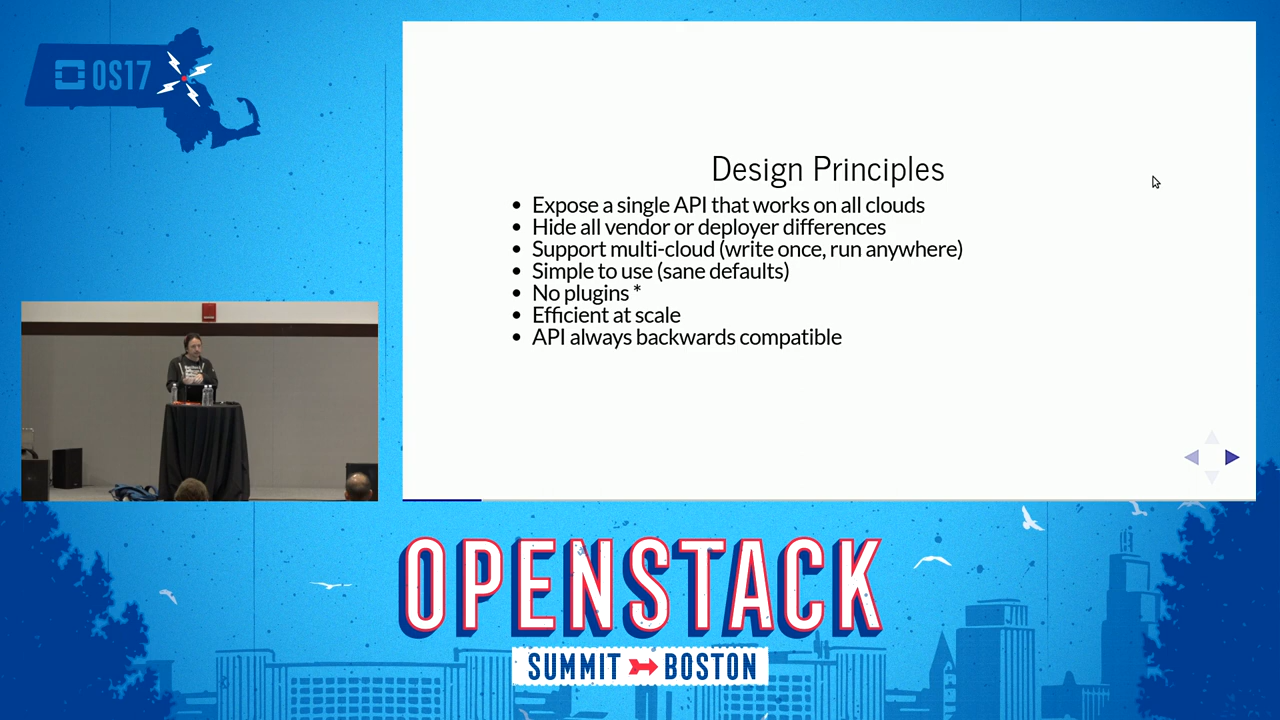 OS17
Design Principles
• Expose a single API that works on all clouds
• Hide all vendor or deployer differences
• Support multi-cloud (write once, run anywhere)
• Simple to use (sane defaults)
• No plugins *
• Efficient at scale
• API always backwards compatible
OPENSTACK
SUMMIT BOSTON